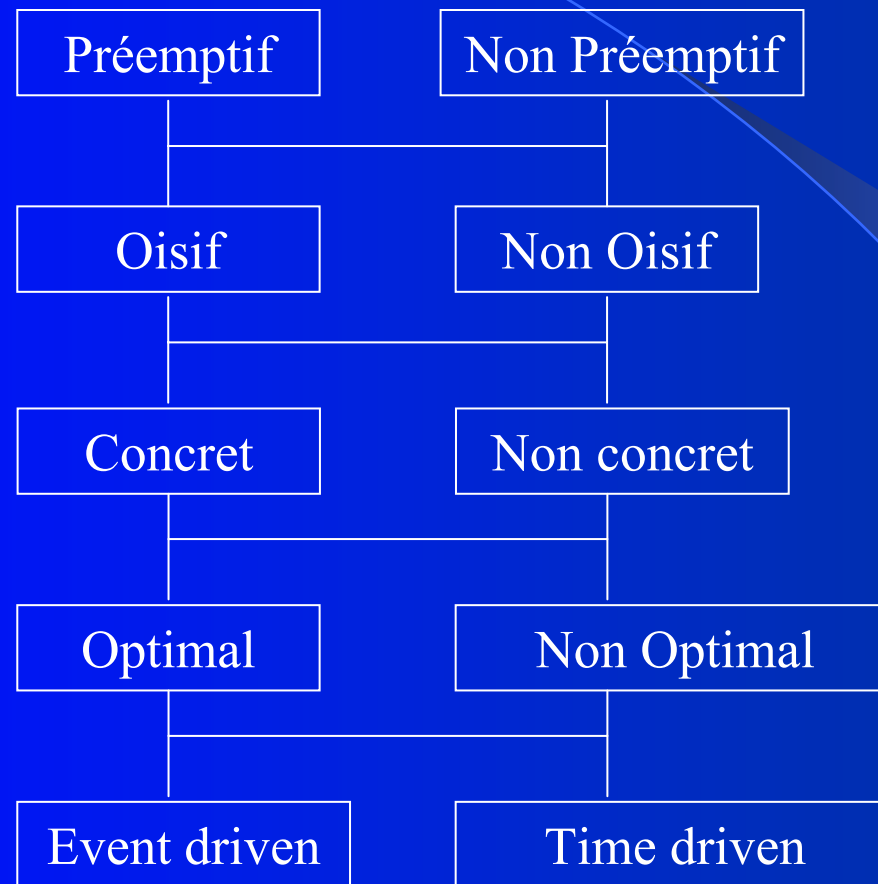 Préemptif Non Préemptif
Oisif Non Oisif
Concret Non concret
Optimal Non Optimal
Event driven Time driven